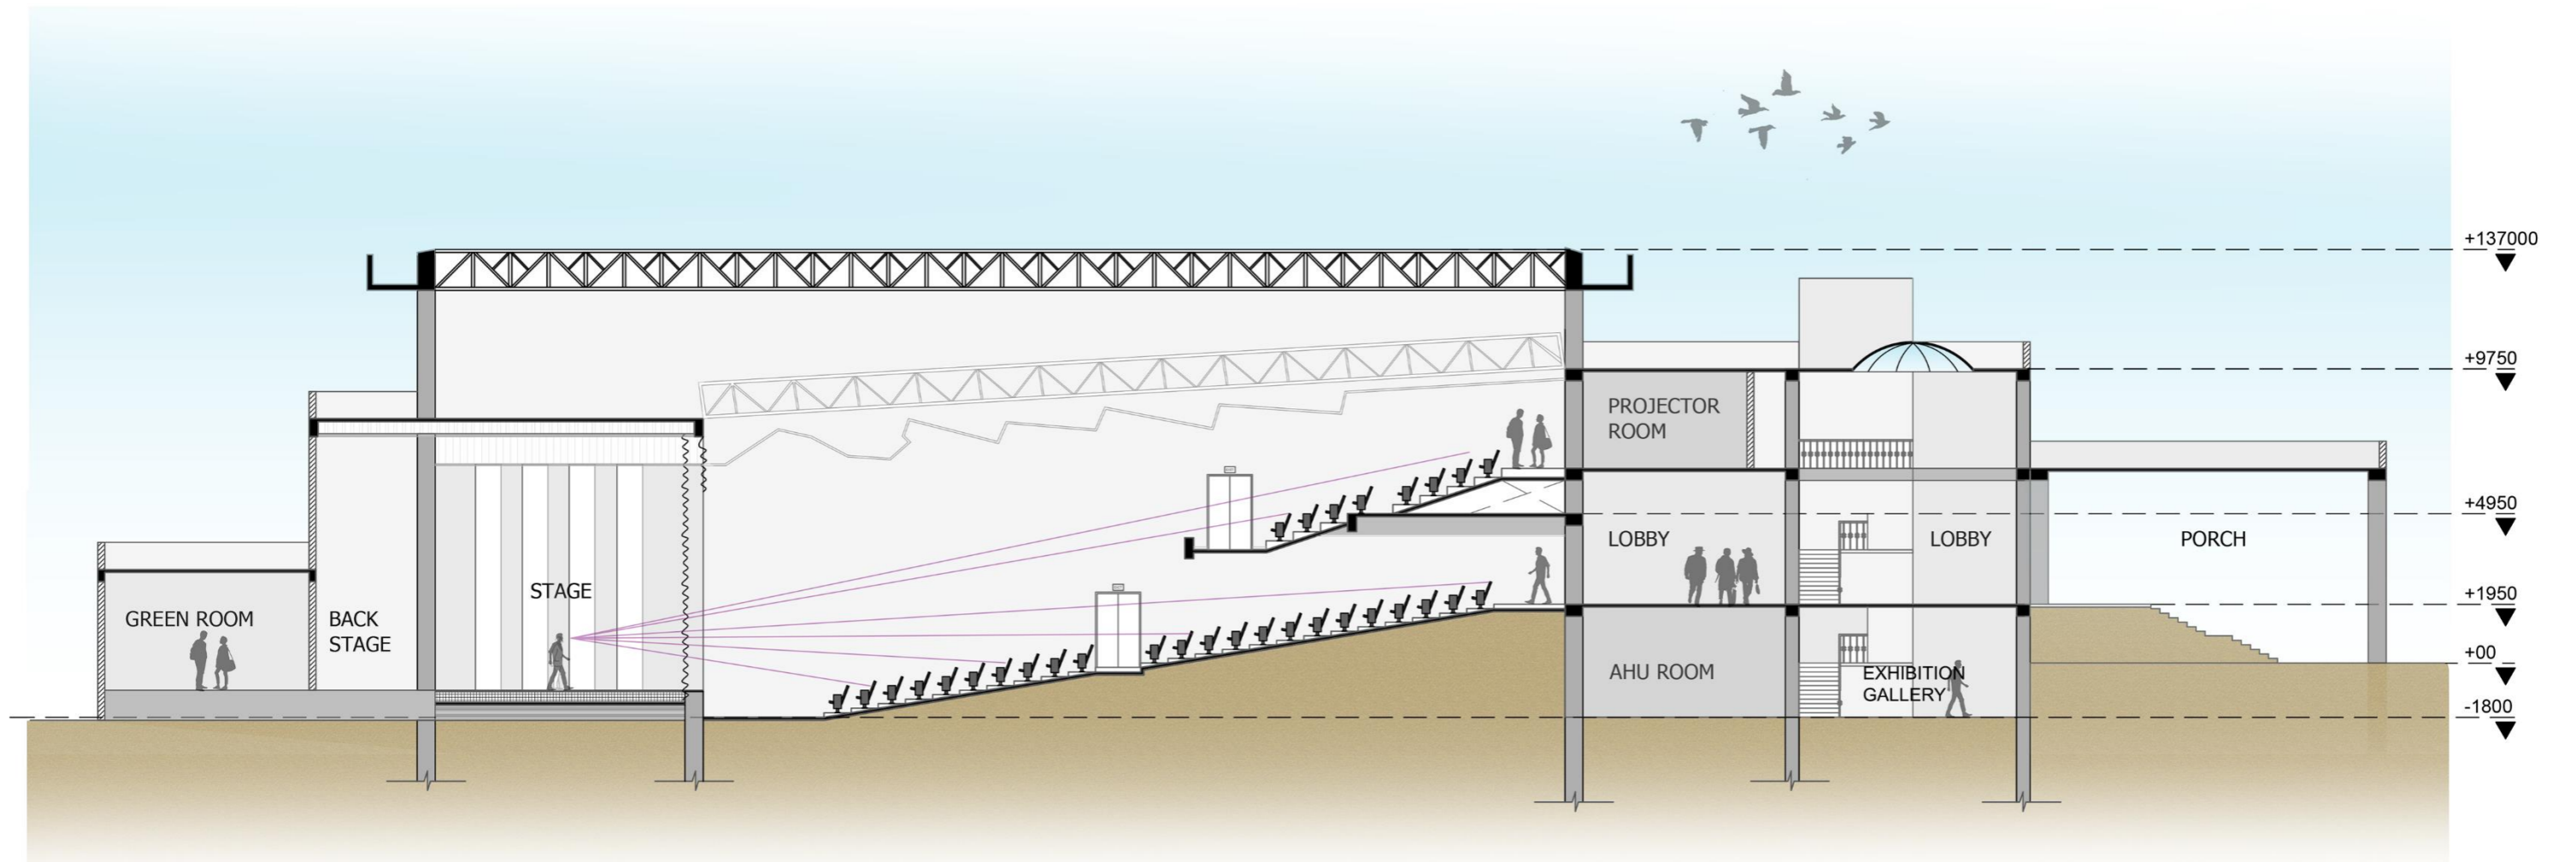 +137000
+9750
PROJECTOR
ROOM
+4950
LOBBY
LOBBY
PORCH
STAGE
+1950
GREEN ROOM
BACK
STAGE
+00
AHU ROOM
EXHIBITION
GALLERY
-1800